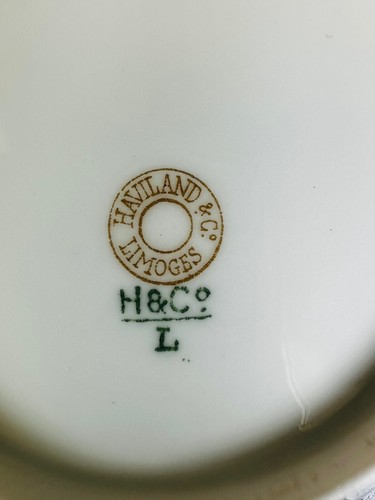 HAVILAND & Cº
LIMOGES
H&Cº
L